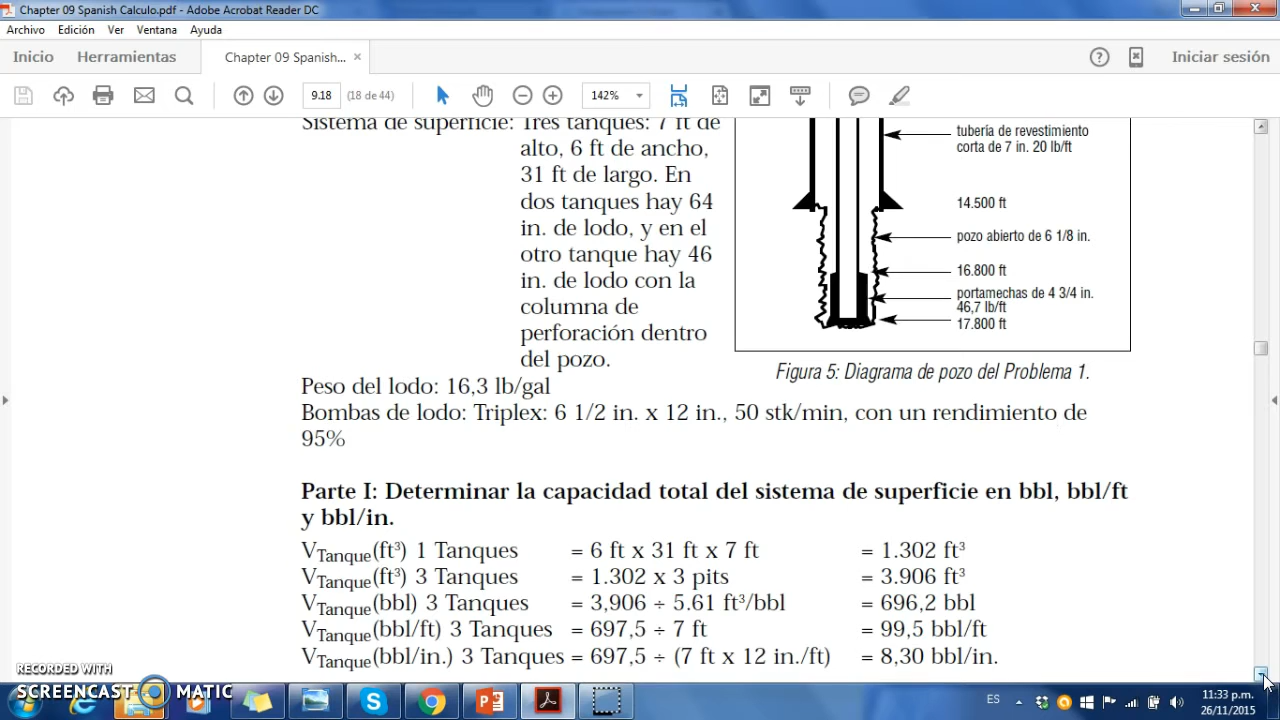 Chapter 09 Spanish Calculo.pdf - Adobe Acrobat Reader DC
Archivo Edición Ver Ventana Ayuda
Inicio Herramientas Chapter 09 Spanish... × Iniciar sesión
9.18 (18 de 44) 142%
Sistema de superficie: Tres tanques: 7 ft de
alto, 6 ft de ancho,
31 ft de largo. En
dos tanques hay 64
in. de lodo, y en el
otro tanque hay 46
in. de lodo con la
columna de
perforación dentro
del pozo.
tubería de revestimiento
corta de 7 in. 20 lb/ft
14.500 ft
pozo abierto de 6 1/8 in.
16.800 ft
portamechas de 4 3/4 in.
46,7 lb/ft
17.800 ft
Figura 5: Diagrama de pozo del Problema 1.
Peso del lodo: 16,3 lb/gal
Bombas de lodo: Triplex: 6 1/2 in. x 12 in., 50 stk/min, con un rendimiento de
95%
Parte I: Determinar la capacidad total del sistema de superficie en bbl, bbl/ft
y bbl/in.
VTanque(ft³) 1 Tanques = 6 ft x 31 ft x 7 ft = 1.302 ft³
VTanque(ft³) 3 Tanques = 1.302 x 3 pits = 3.906 ft³
VTanque(bbl) 3 Tanques = 3,906 ÷ 5.61 ft³/bbl = 696,2 bbl
VTanque(bbl/ft) 3 Tanques = 697,5 ÷ 7 ft = 99,5 bbl/ft
VTanque(bbl/in.) 3 Tanques = 697,5 ÷ (7 ft x 12 in./ft) = 8,30 bbl/in.
RECORDED WITH
SCREENCAST MATIC
ES
11:33 p.m.
26/11/2015